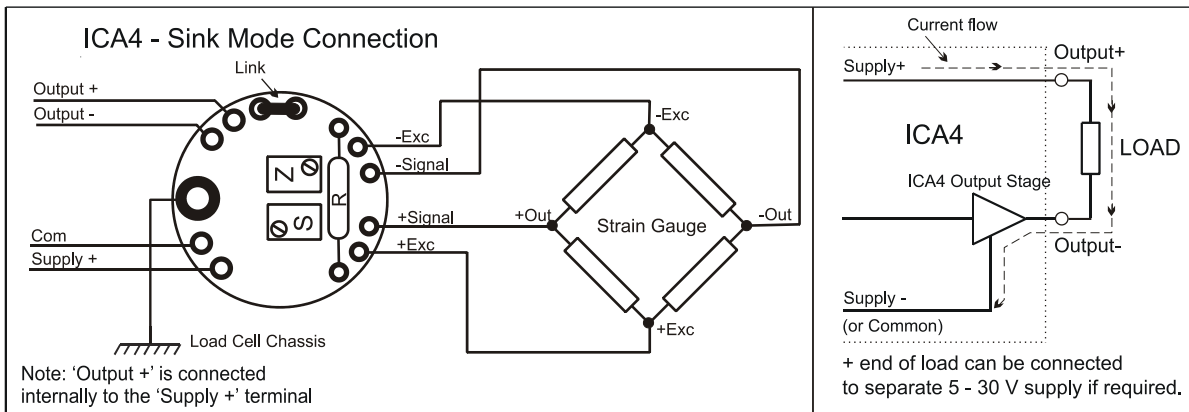 ICA4 - Sink Mode Connection
Link
Output +
Output -
-Exc
-Signal
Z
R
S
+Signal
+Exc
Com
Supply +
Load Cell Chassis
-Exc
+Out
Strain Gauge
-Out
+Exc
Note: ‘Output +’ is connected
internally to the ‘Supply +’ terminal
Current flow
Output+
Supply+
ICA4
LOAD
ICA4 Output Stage
Output-
Supply -
(or Common)
+ end of load can be connected
to separate 5 - 30 V supply if required.